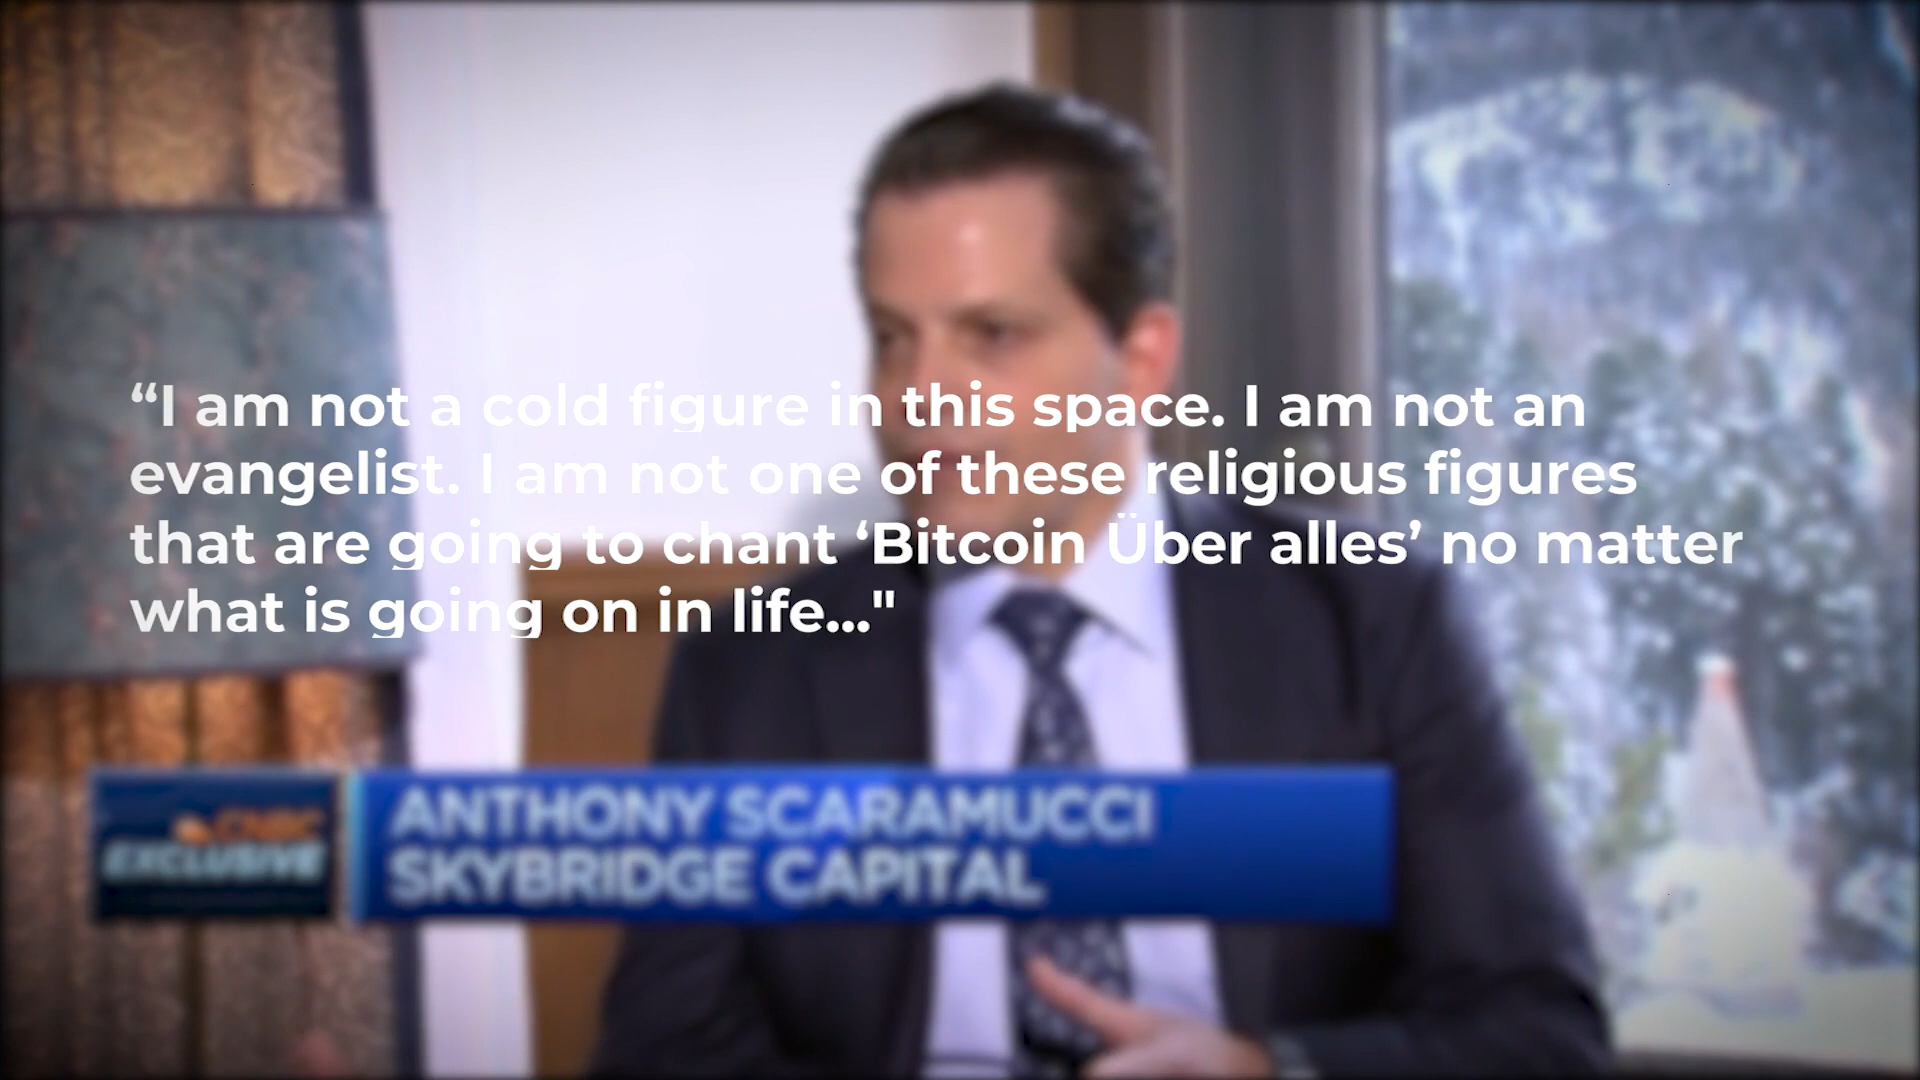 “I am not a cold figure in this space. I am not an
evangelist. I am not one of these religious figures
that are going to chant ‘Bitcoin Über alles’ no matter
what is going on in life..."
CNBC
EXCLUSIVE
ANTHONY SCARAMUCCI
SKYBRIDGE CAPITAL